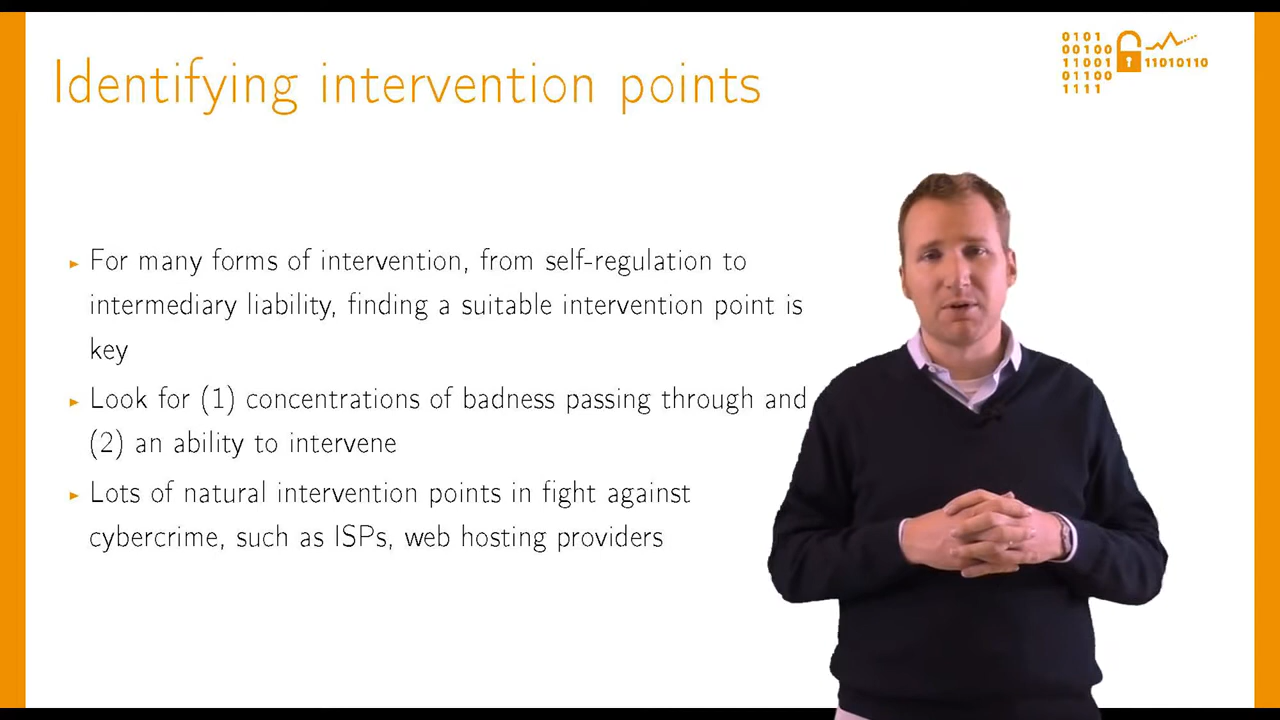 Identifying intervention points
0101
00100
11001
01100
1111
11010110
▸ For many forms of intervention, from self-regulation to
intermediary liability, finding a suitable intervention point is
key
▸ Look for (1) concentrations of badness passing through and
(2) an ability to intervene
▸ Lots of natural intervention points in fight against
cybercrime, such as ISPs, web hosting providers